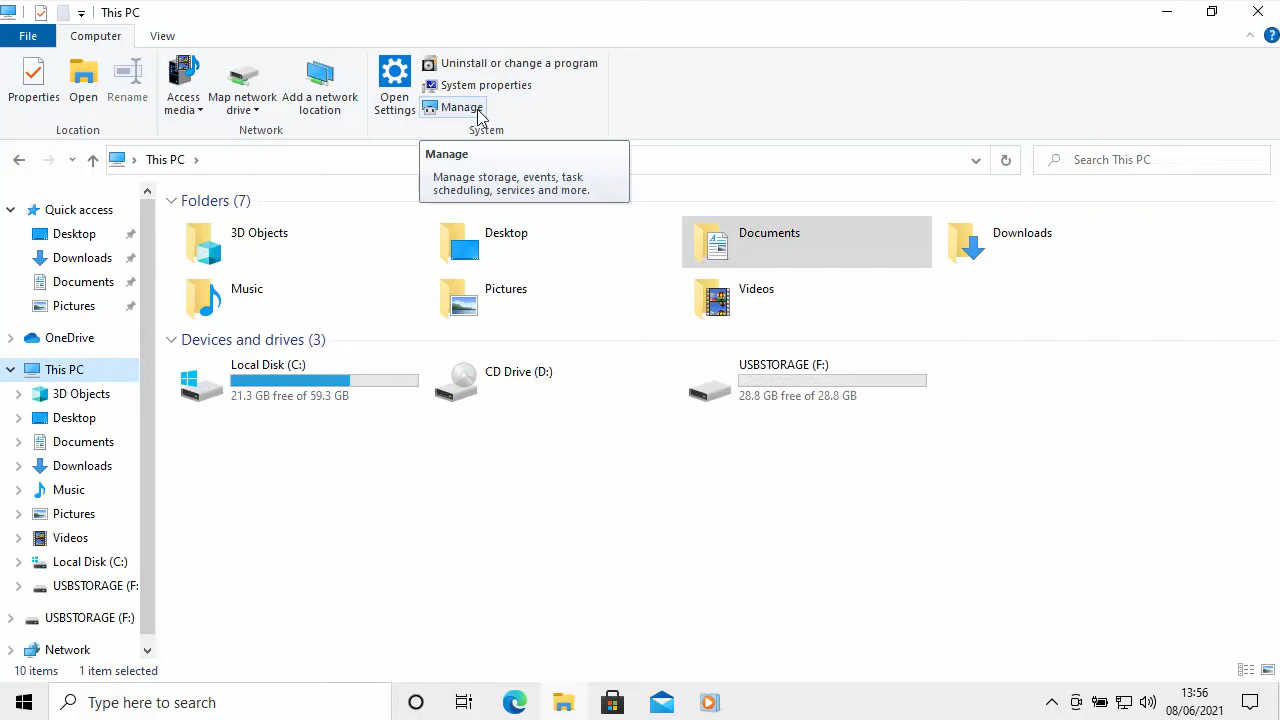 This PC
File
Computer
View
Properties
Open
Rename
Access media
Map network drive
Add a network location
Open Settings
Uninstall or change a program
System properties
Manage
Location
Network
System
This PC
Search This PC
Manage
Manage storage, events, task
scheduling, services and more.
Quick access
Desktop
Downloads
Documents
Pictures
OneDrive
This PC
3D Objects
Desktop
Documents
Downloads
Music
Pictures
Videos
Local Disk (C:)
USBSTORAGE (F:
USBSTORAGE (F:)
Network
Folders (7)
3D Objects
Desktop
Documents
Downloads
Music
Pictures
Videos
Devices and drives (3)
Local Disk (C:)
21.3 GB free of 59.3 GB
CD Drive (D:)
USBSTORAGE (F:)
28.8 GB free of 28.8 GB
10 items
1 item selected
Type here to search
13:56
08/06/2021